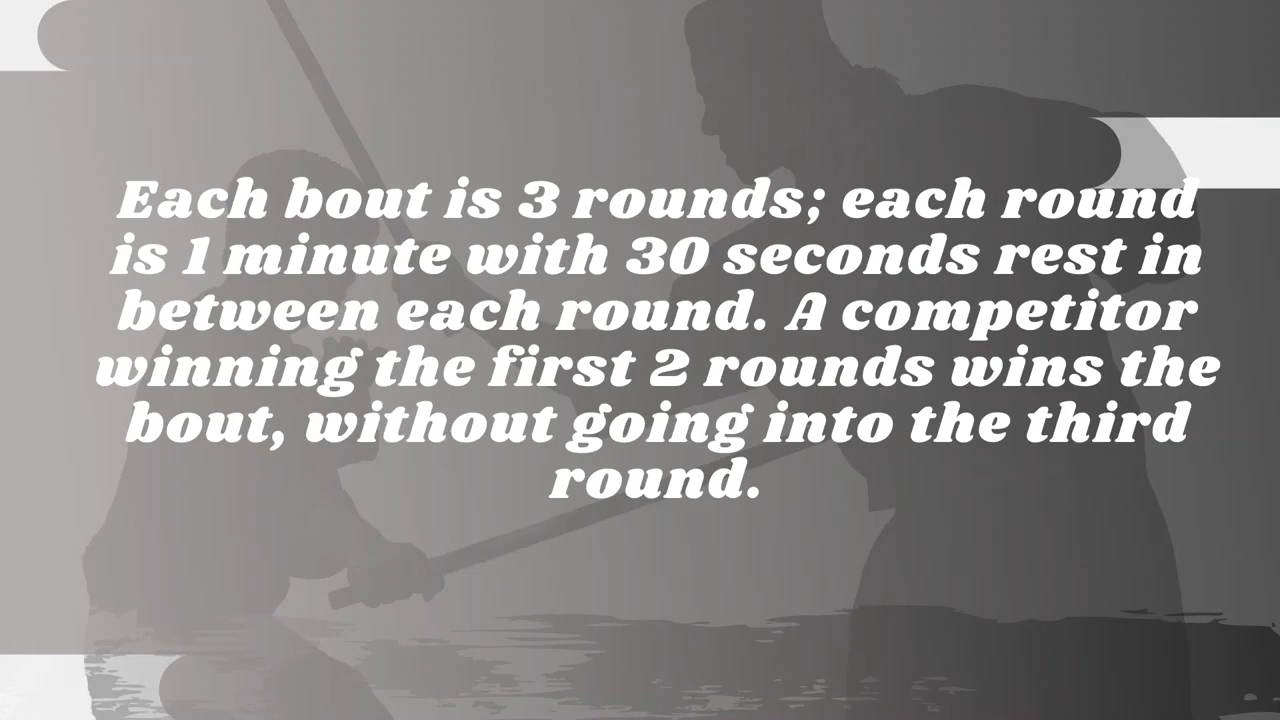 Each bout is 3 rounds; each round
is 1 minute with 30 seconds rest in
between each round. A competitor
winning the first 2 rounds wins the
bout, without going into the third
round.